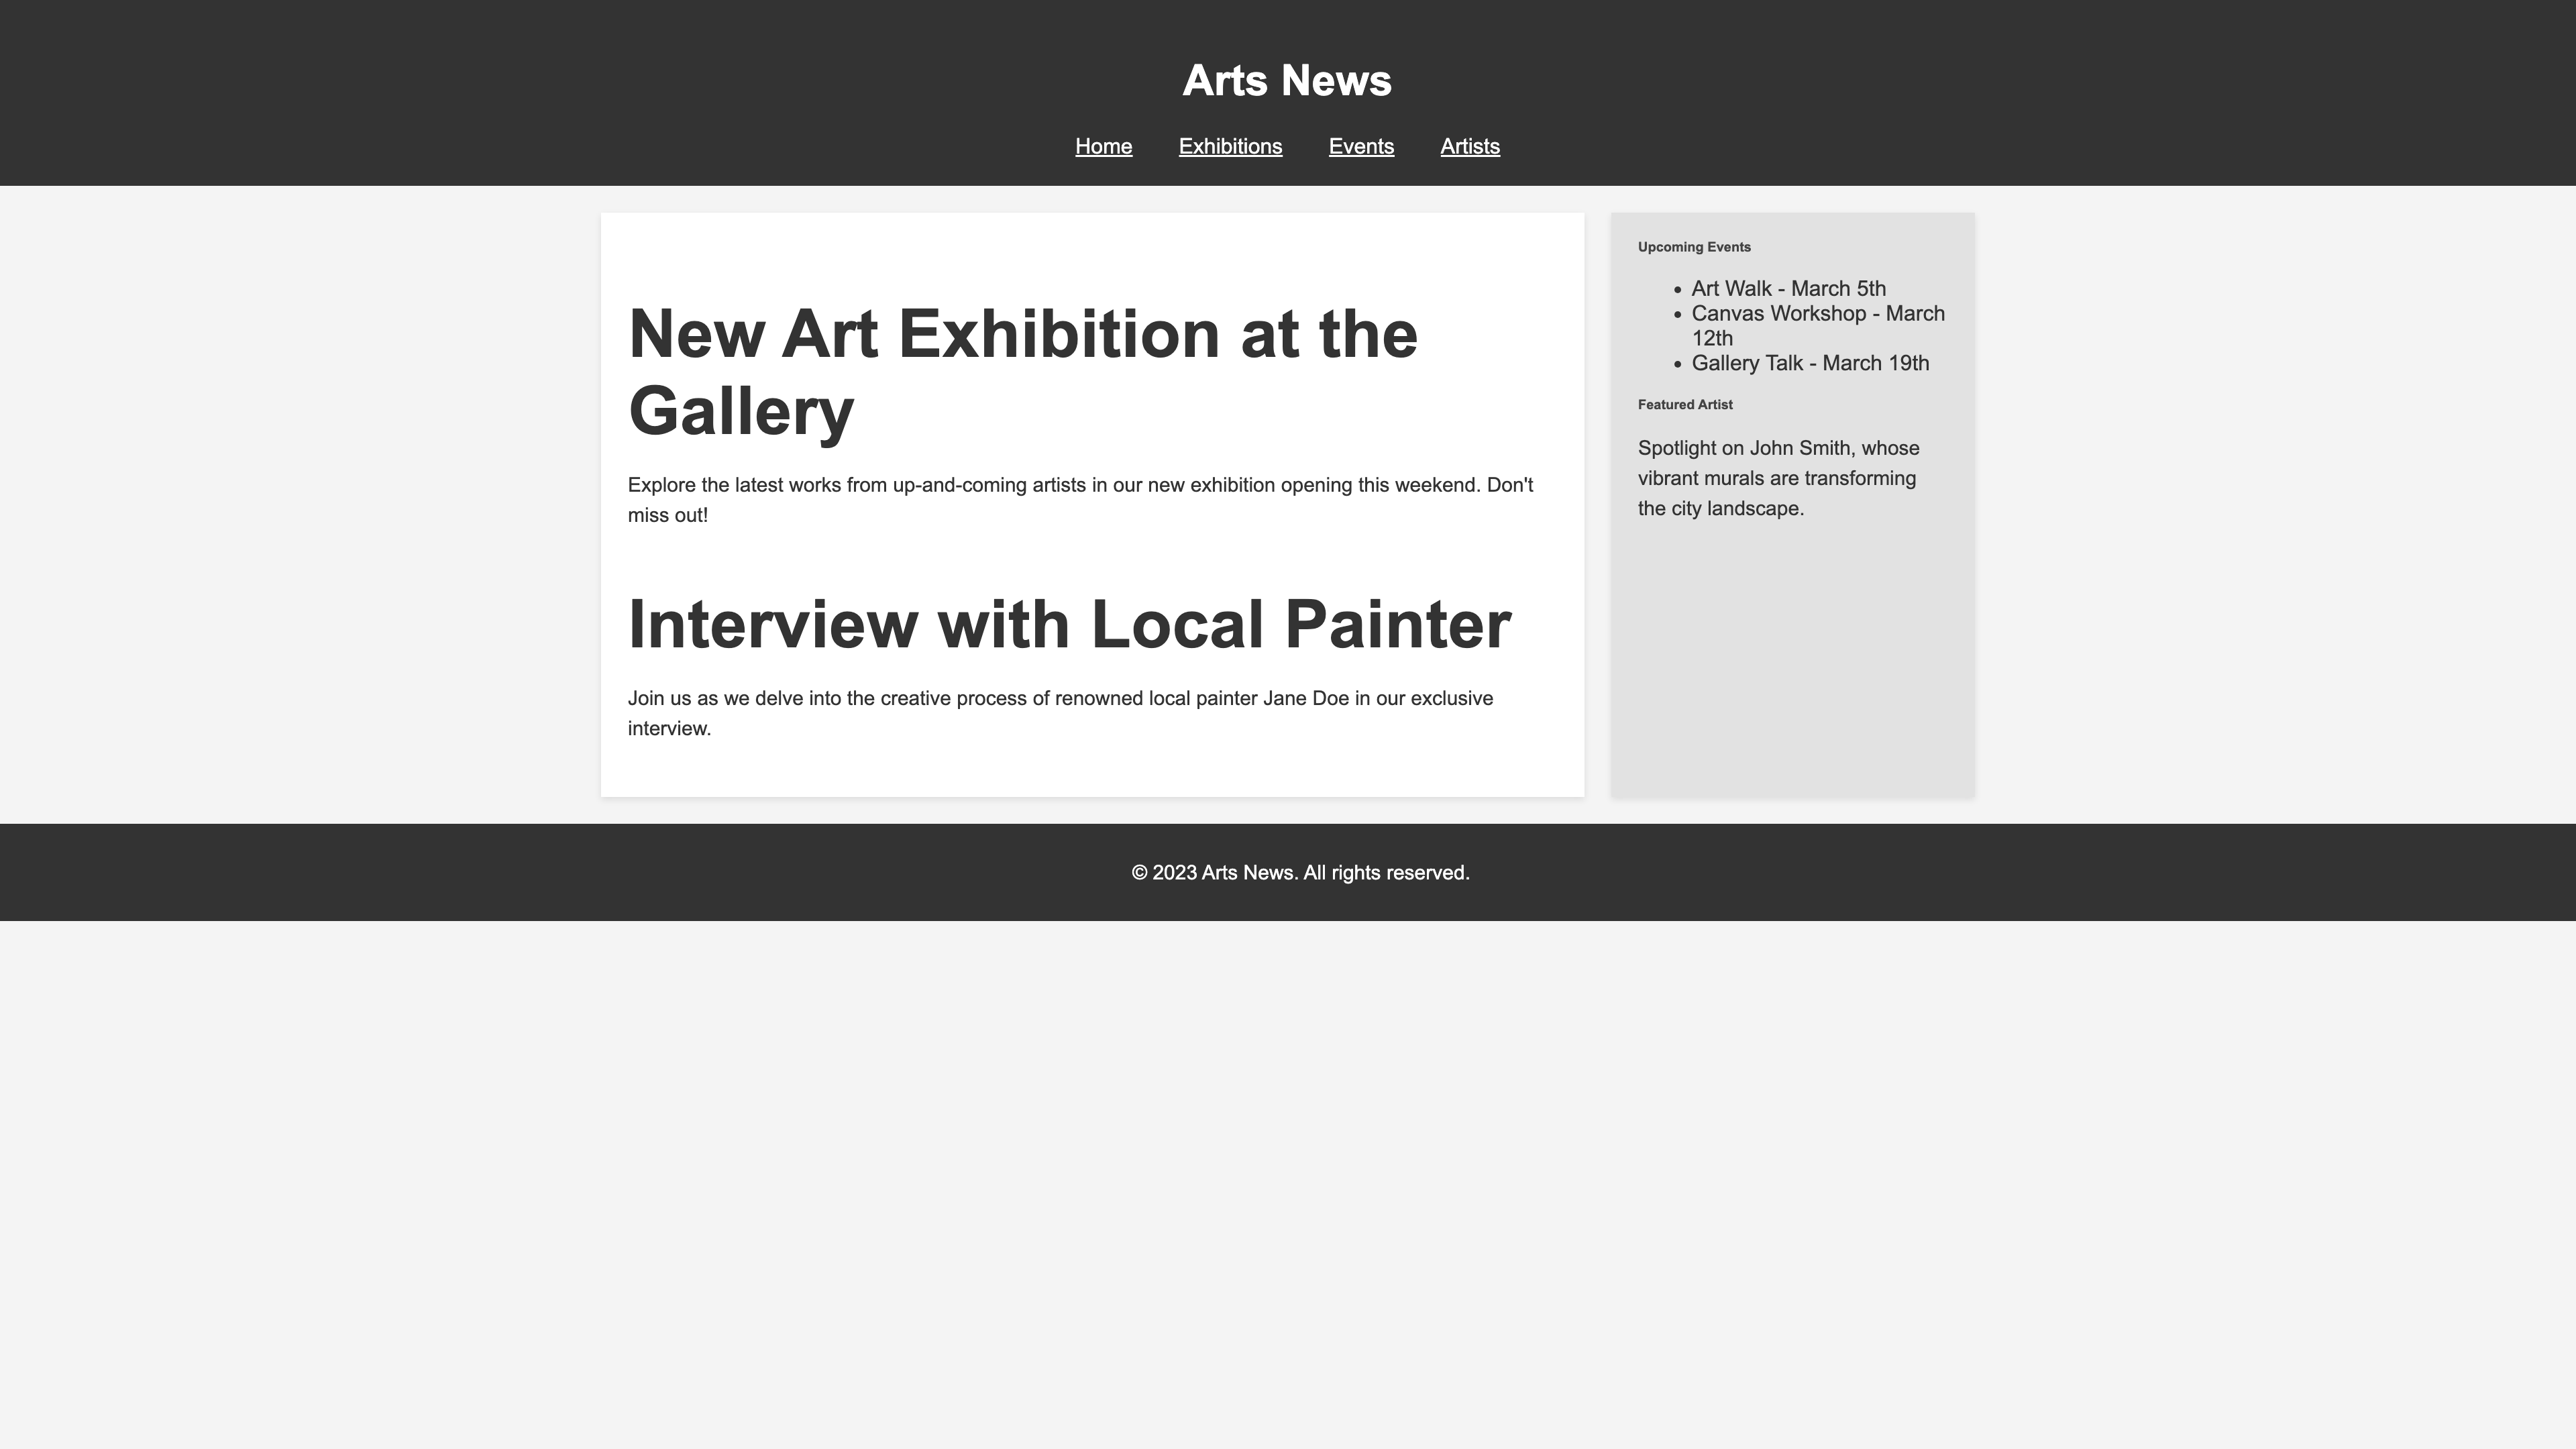 Arts News
Home Exhibitions Events Artists
New Art Exhibition at the
Gallery
Explore the latest works from up-and-coming artists in our new exhibition opening this weekend. Don't
miss out!
Interview with Local Painter
Join us as we delve into the creative process of renowned local painter Jane Doe in our exclusive
interview.
Upcoming Events
• Art Walk - March 5th
• Canvas Workshop - March
12th
• Gallery Talk - March 19th
Featured Artist
Spotlight on John Smith, whose
vibrant murals are transforming
the city landscape.
© 2023 Arts News. All rights reserved.